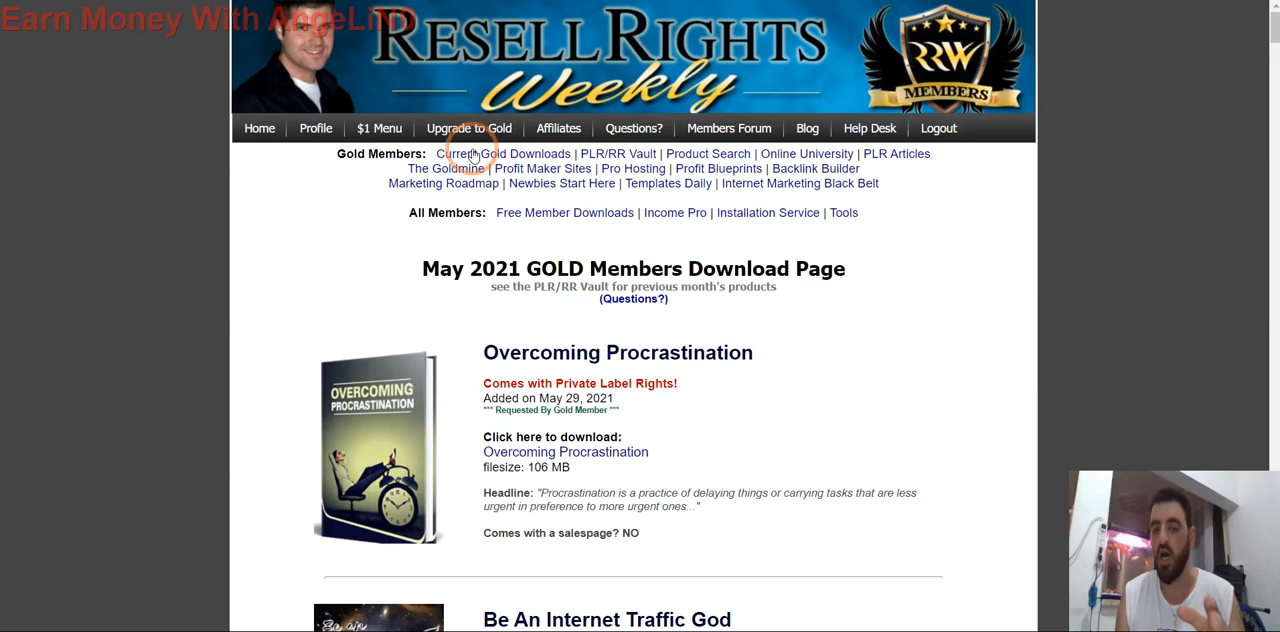 Earn Money With AngeLiND
RESELL RIGHTS
Weekly
RRW
MEMBERS
Home | Profile | $1 Menu | Upgrade to Gold | Affiliates | Questions? | Members Forum | Blog | Help Desk | Logout
Gold Members: Current Gold Downloads | PLR/RR Vault | Product Search | Online University | PLR Articles
The Goldmine | Profit Maker Sites | Pro Hosting | Profit Blueprints | Backlink Builder
Marketing Roadmap | Newbies Start Here | Templates Daily | Internet Marketing Black Belt
All Members: Free Member Downloads | Income Pro | Installation Service | Tools
May 2021 GOLD Members Download Page
see the PLR/RR Vault for previous month's products
(Questions?)
OVERCOMING
PROCRASTINATION
Overcoming Procrastination
Comes with Private Label Rights!
Added on May 29, 2021
*** Requested By Gold Member ***
Click here to download:
Overcoming Procrastination
filesize: 106 MB
Headline: "Procrastination is a practice of delaying things or carrying tasks that are less
urgent in preference to more urgent ones..."
Comes with a salespage? NO
Be An Internet Traffic God